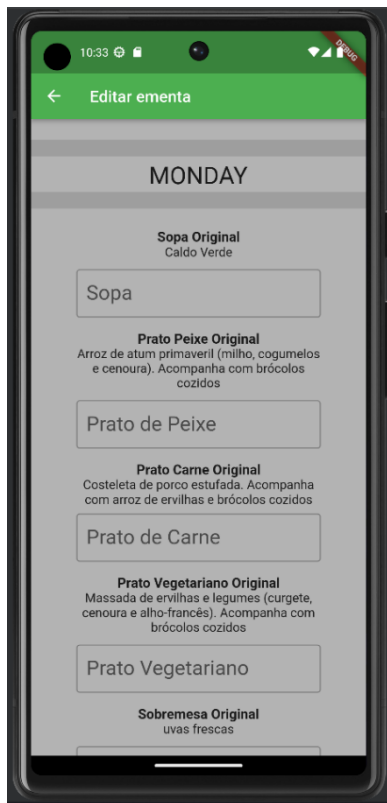 10:33
DEBUG
Editar ementa
MONDAY
Sopa Original
Caldo Verde
Sopa
Prato Peixe Original
Arroz de atum primaveril (milho, cogumelos
e cenoura). Acompanha com brócolos
cozidos
Prato de Peixe
Prato Carne Original
Costeleta de porco estufada. Acompanha
com arroz de ervilhas e brócolos cozidos
Prato de Carne
Prato Vegetariano Original
Massada de ervilhas e legumes (curgete,
cenoura e alho-francês). Acompanha com
brócolos cozidos
Prato Vegetariano
Sobremesa Original
uvas frescas